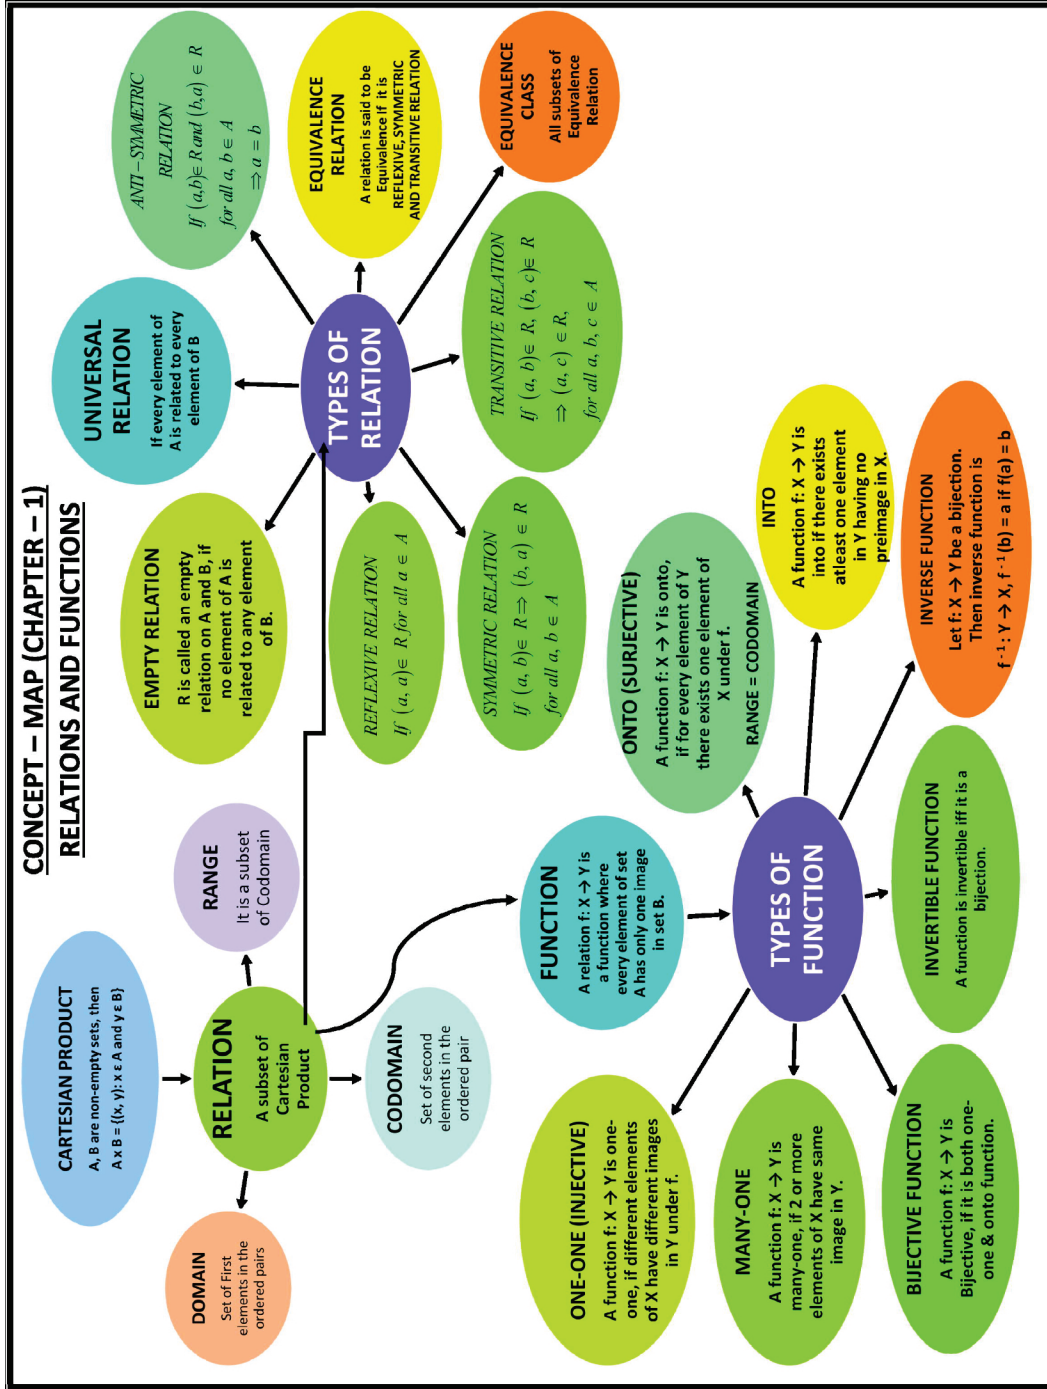 CONCEPT – MAP (CHAPTER – 1)
RELATIONS AND FUNCTIONS
CARTESIAN PRODUCT
A, B are non-empty sets, then
A x B = {(x, y): x ε A and y ε B}
DOMAIN
Set of First
elements in the
ordered pairs
RELATION
A subset of
Cartesian
Product
RANGE
It is a subset
of Codomain
CODOMAIN
Set of second
elements in the
ordered pair
EMPTY RELATION
R is called an empty
relation on A and B, if
no element of A is
related to any element
of B.
UNIVERSAL
RELATION
If every element of
A is related to every
element of B
ANTI – SYMMETRIC
RELATION
If (a,b)∈ R and (b,a) ∈ R
for all a, b ∈ A
⇒ a = b
TYPES OF
RELATION
EQUIVALENCE
RELATION
A relation is said to be
Equivalence If it is
REFLEXIVE, SYMMETRIC
AND TRANSITIVE RELATION
REFLEXIVE RELATION
If (a, a)∈ R for all a ∈ A
SYMMETRIC RELATION
If (a, b)∈ R ⇒ (b, a) ∈ R
for all a, b ∈ A
TRANSITIVE RELATION
If (a, b)∈ R, (b, c)∈ R
⇒ (a, c) ∈ R,
for all a, b, c ∈ A
EQUIVALENCE
CLASS
All subsets of
Equivalence
Relation
FUNCTION
A relation f: X → Y is
a function where
every element of set
A has only one image
in set B.
TYPES OF
FUNCTION
ONE-ONE (INJECTIVE)
A function f: X → Y is one-
one, if different elements
of X have different images
in Y under f.
MANY-ONE
A function f: X → Y is
many-one, if 2 or more
elements of X have same
image in Y.
BIJECTIVE FUNCTION
A function f: X → Y is
Bijective, if it is both one-
one & onto function.
INVERTIBLE FUNCTION
A function is invertible iff it is a
bijection.
ONTO (SURJECTIVE)
A function f: X → Y is onto,
if for every element of Y
there exists one element of
X under f.
RANGE = CODOMAIN
INTO
A function f: X → Y is
into if there exists
atleast one element
in Y having no
preimage in X.
INVERSE FUNCTION
Let f: X → Y be a bijection.
Then inverse function is
f⁻¹: Y → X, f⁻¹(b) = a if f(a) = b